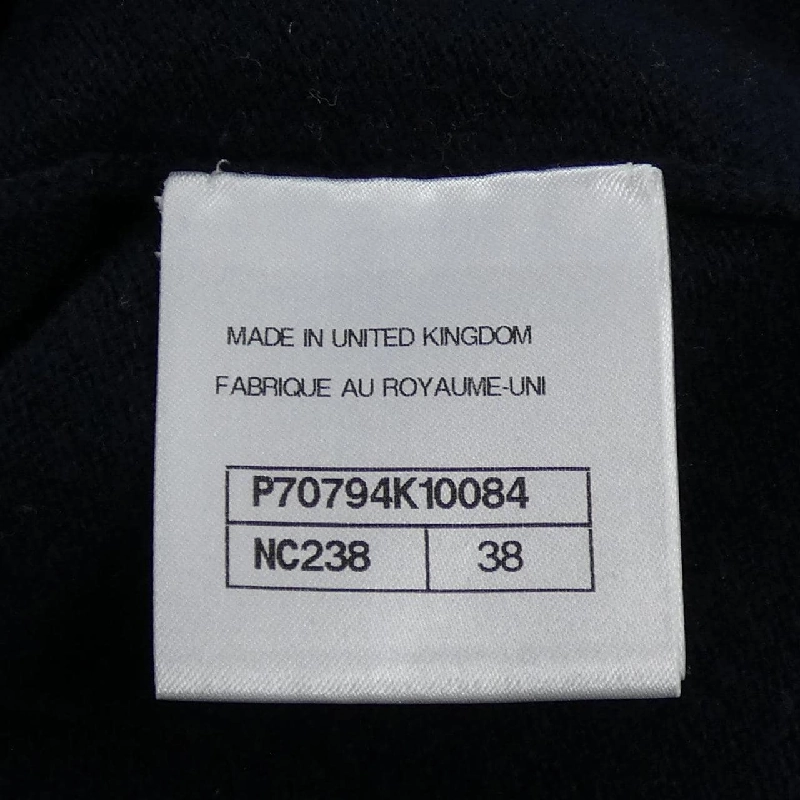 MADE IN UNITED KINGDOM
FABRIQUE AU ROYAUME-UNI
P70794K10084
NC238 38